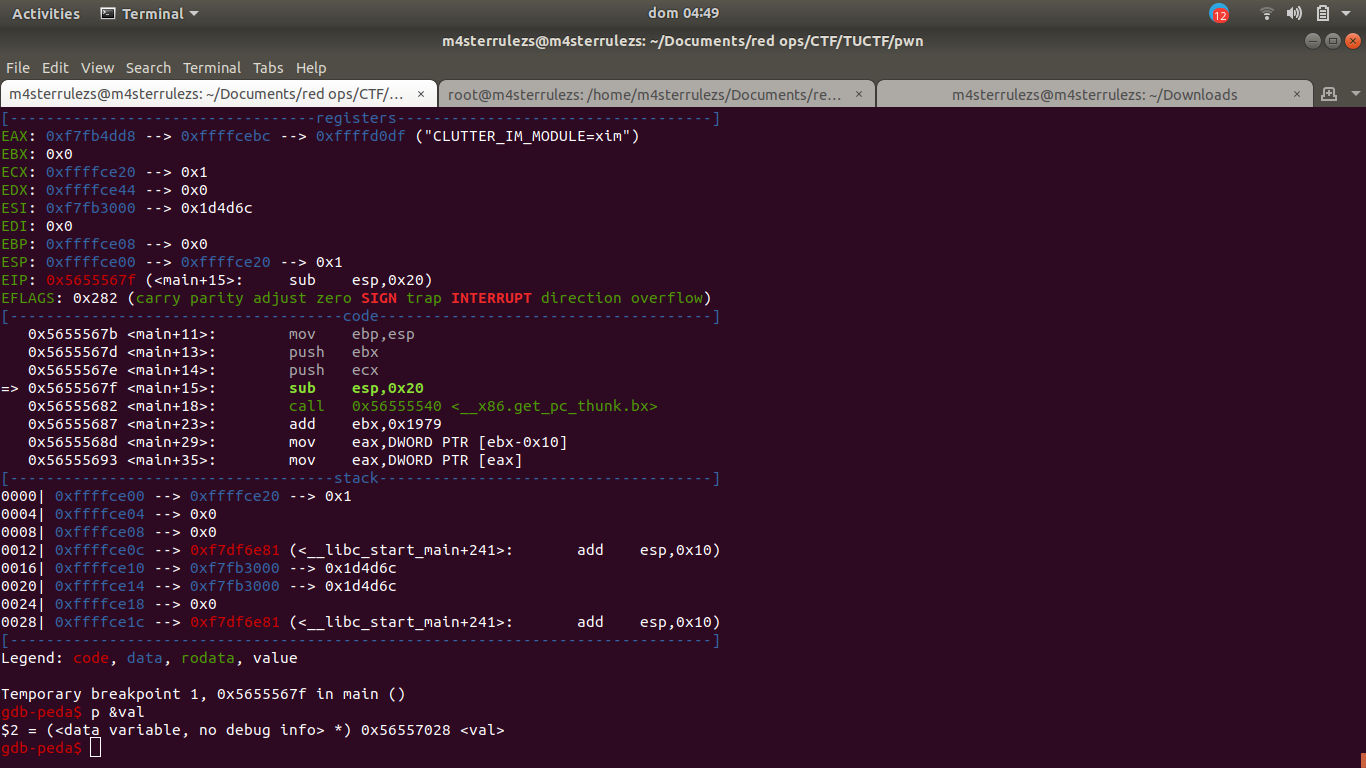 Activities Terminal dom 04:49 12
m4sterrulezs@m4sterrulezs: ~/Documents/red ops/CTF/TUCTF/pwn
File Edit View Search Terminal Tabs Help
m4sterrulezs@m4sterrulezs: ~/Documents/red ops/CTF/... × root@m4sterrulezs: /home/m4sterrulezs/Documents/re... × m4sterrulezs@m4sterrulezs: ~/Downloads ×
[----------------------------------registers-----------------------------------]
EAX: 0xf7fb4dd8 --> 0xffffcebc --> 0xffffd0df ("CLUTTER_IM_MODULE=xim")
EBX: 0x0
ECX: 0xffffce20 --> 0x1
EDX: 0xffffce44 --> 0x0
ESI: 0xf7fb3000 --> 0x1d4d6c
EDI: 0x0
EBP: 0xffffce08 --> 0x0
ESP: 0xffffce00 --> 0xffffce20 --> 0x1
EIP: 0x5655567f (<main+15>: sub esp,0x20)
EFLAGS: 0x282 (carry parity adjust zero SIGN trap INTERRUPT direction overflow)
[-------------------------------------code-------------------------------------]
0x5655567b <main+11>: mov ebp,esp
0x5655567d <main+13>: push ebx
0x5655567e <main+14>: push ecx
=> 0x5655567f <main+15>: sub esp,0x20
0x56555682 <main+18>: call 0x56555540 <__x86.get_pc_thunk.bx>
0x56555687 <main+23>: add ebx,0x1979
0x5655568d <main+29>: mov eax,DWORD PTR [ebx-0x10]
0x56555693 <main+35>: mov eax,DWORD PTR [eax]
[------------------------------------stack-------------------------------------]
0000| 0xffffce00 --> 0xffffce20 --> 0x1
0004| 0xffffce04 --> 0x0
0008| 0xffffce08 --> 0x0
0012| 0xffffce0c --> 0xf7df6e81 (<__libc_start_main+241>: add esp,0x10)
0016| 0xffffce10 --> 0xf7fb3000 --> 0x1d4d6c
0020| 0xffffce14 --> 0xf7fb3000 --> 0x1d4d6c
0024| 0xffffce18 --> 0x0
0028| 0xffffce1c --> 0xf7df6e81 (<__libc_start_main+241>: add esp,0x10)
[------------------------------------------------------------------------------]
Legend: code, data, rodata, value
Temporary breakpoint 1, 0x5655567f in main ()
gdb-peda$ p &val
$2 = (<data variable, no debug info> *) 0x56557028 <val>
gdb-peda$